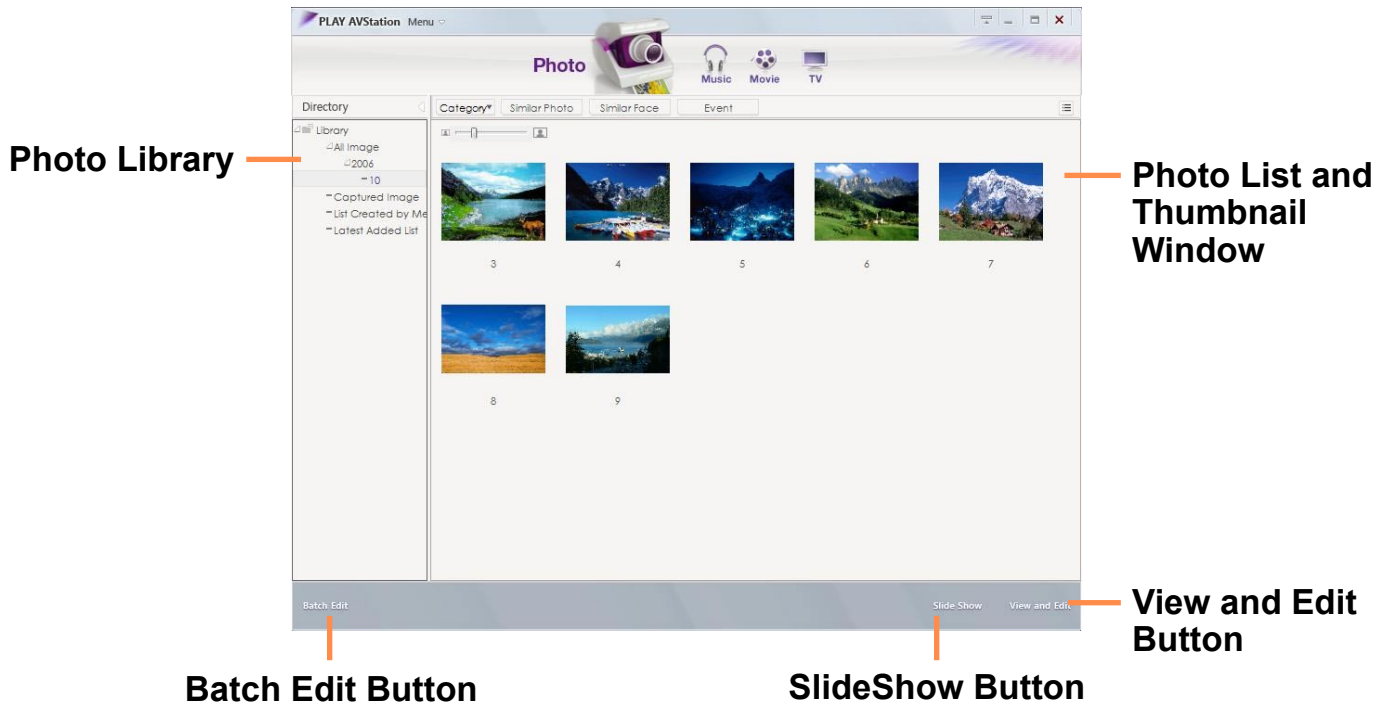 PLAY AVStation Menu
Photo
Music Movie TV
Directory
Category Similar Photo Similar Face Event
Library
All Image
2006
10
Captured Image
List Created by Me
Latest Added List
Photo Library
Photo List and
Thumbnail
Window
3 4 5 6 7
8 9
Batch Edit
Slide Show View and Edit
View and Edit
Button
Batch Edit Button
SlideShow Button